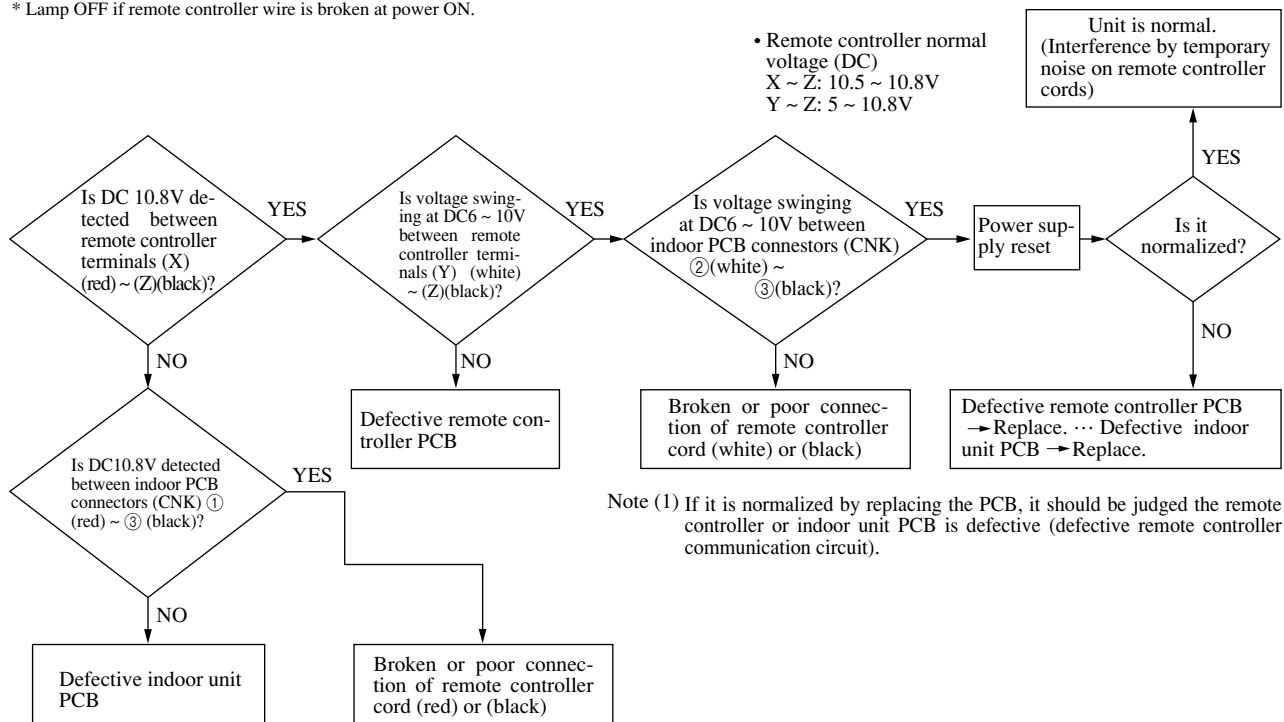 * Lamp OFF if remote controller wire is broken at power ON.
• Remote controller normal
voltage (DC)
X ~ Z: 10.5 ~ 10.8V
Y ~ Z: 5 ~ 10.8V
Unit is normal.
(Interference by temporary
noise on remote controller
cords)
YES
Is DC 10.8V de-
tected between
remote controller
terminals (X)
(red) ~ (Z)(black)?
YES
Is voltage swing-
ing at DC6 ~ 10V
between remote
controller termi-
nals (Y) (white)
~ (Z)(black)?
YES
Is voltage swinging
at DC6 ~ 10V between
indoor PCB connestors (CNK)
②(white) ~
③(black)?
YES
Power sup-
ply reset
Is it
normalized?
NO
NO
NO
NO
Defective remote con-
troller PCB
Broken or poor connec-
tion of remote controller
cord (white) or (black)
Defective remote controller PCB
→Replace. ··· Defective indoor
unit PCB →Replace.
Is DC10.8V detected
between indoor PCB
connectors (CNK) ①
(red) ~ ③ (black)?
YES
Note (1) If it is normalized by replacing the PCB, it should be judged the remote
controller or indoor unit PCB is defective (defective remote controller
communication circuit).
NO
Defective indoor unit
PCB
Broken or poor connec-
tion of remote controller
cord (red) or (black)